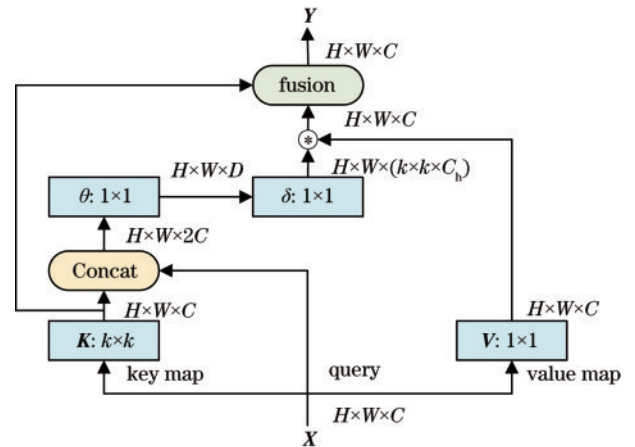 Y
H×W×C
fusion
H×W×C
H×W×D
H×W×(k×k×Cₕ)
θ: 1×1
δ: 1×1
H×W×2C
Concat
H×W×C
H×W×C
K: k×k
V: 1×1
key map
query
value map
H×W×C
X